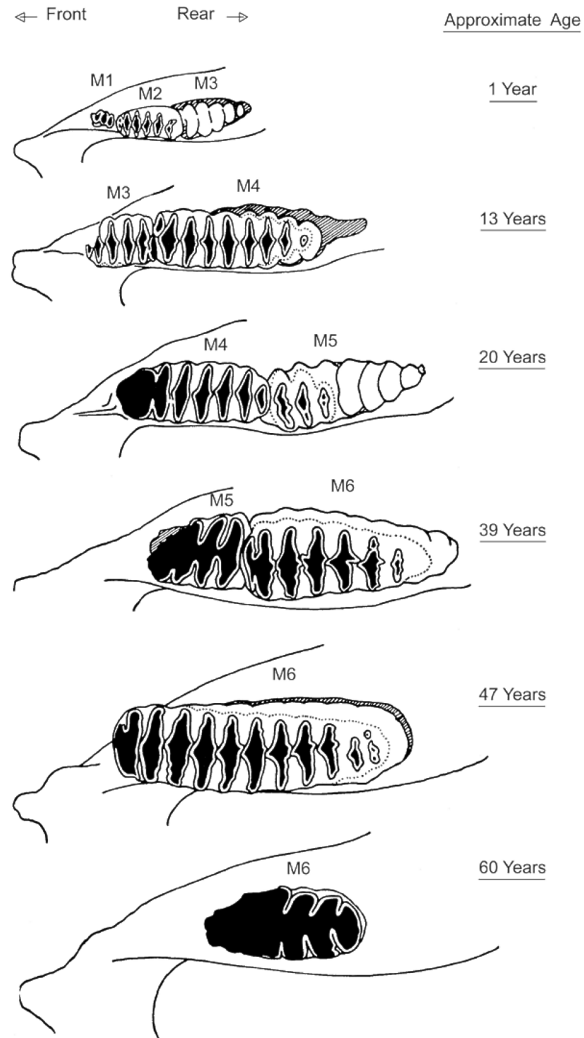 Front Rear Approximate Age
M1 M2 M3 1 Year
M3 M4 13 Years
M4 M5 20 Years
M5 M6 39 Years
M6 47 Years
M6 60 Years